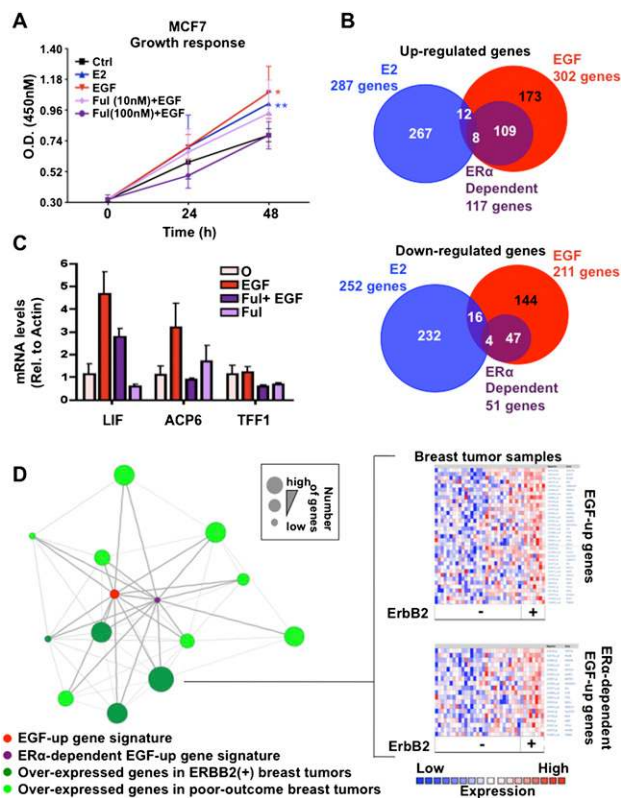 A
MCF7
Growth response
Ctrl
E2
EGF
Ful (10nM)+EGF
Ful(100nM)+EGF
O.D. (450nM)
1.40
1.18
0.96
0.74
0.52
0.30
*
**
0
24
48
Time (h)
B
Up-regulated genes
E2
287 genes
EGF
302 genes
267
12
8
109
173
ERα
Dependent
117 genes
Down-regulated genes
E2
252 genes
EGF
211 genes
232
16
4
47
144
ERα
Dependent
51 genes
C
mRNA levels
(Rel. to Actin)
6
5
4
3
2
1
0
O
EGF
Ful+ EGF
Ful
LIF
ACP6
TFF1
D
high
low
Number
of genes
EGF-up gene signature
ERα-dependent EGF-up gene signature
Over-expressed genes in ERBB2(+) breast tumors
Over-expressed genes in poor-outcome breast tumors
Breast tumor samples
EGF-up genes
ErbB2
-
+
ERα-dependent
EGF-up genes
ErbB2
-
+
Low
High
Expression